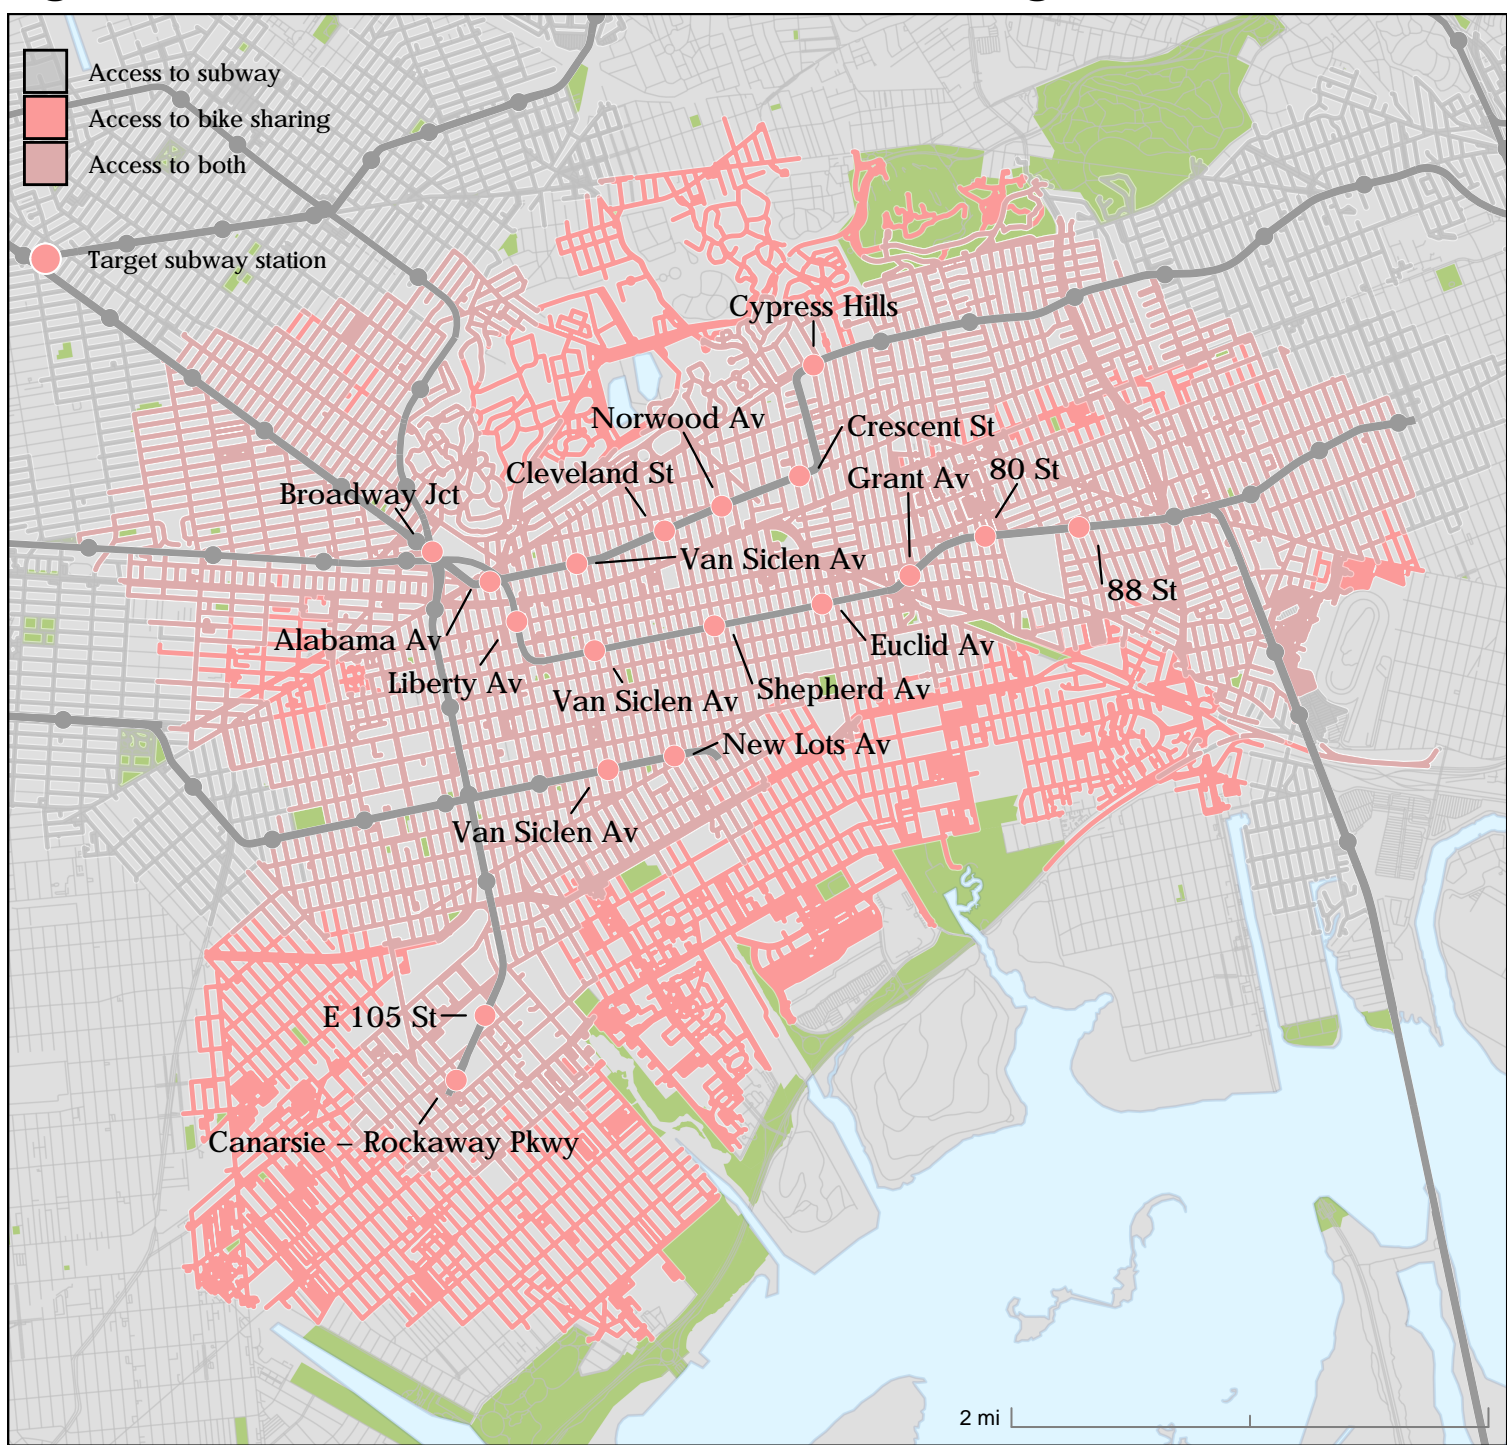 Access to subway
Access to bike sharing
Access to both
Target subway station
Cypress Hills
Norwood Av
Crescent St
Cleveland St
Grant Av
80 St
Broadway Jct
Van Siclen Av
88 St
Alabama Av
Euclid Av
Liberty Av
Van Siclen Av
Shepherd Av
New Lots Av
Van Siclen Av
E 105 St
Canarsie – Rockaway Pkwy
2 mi